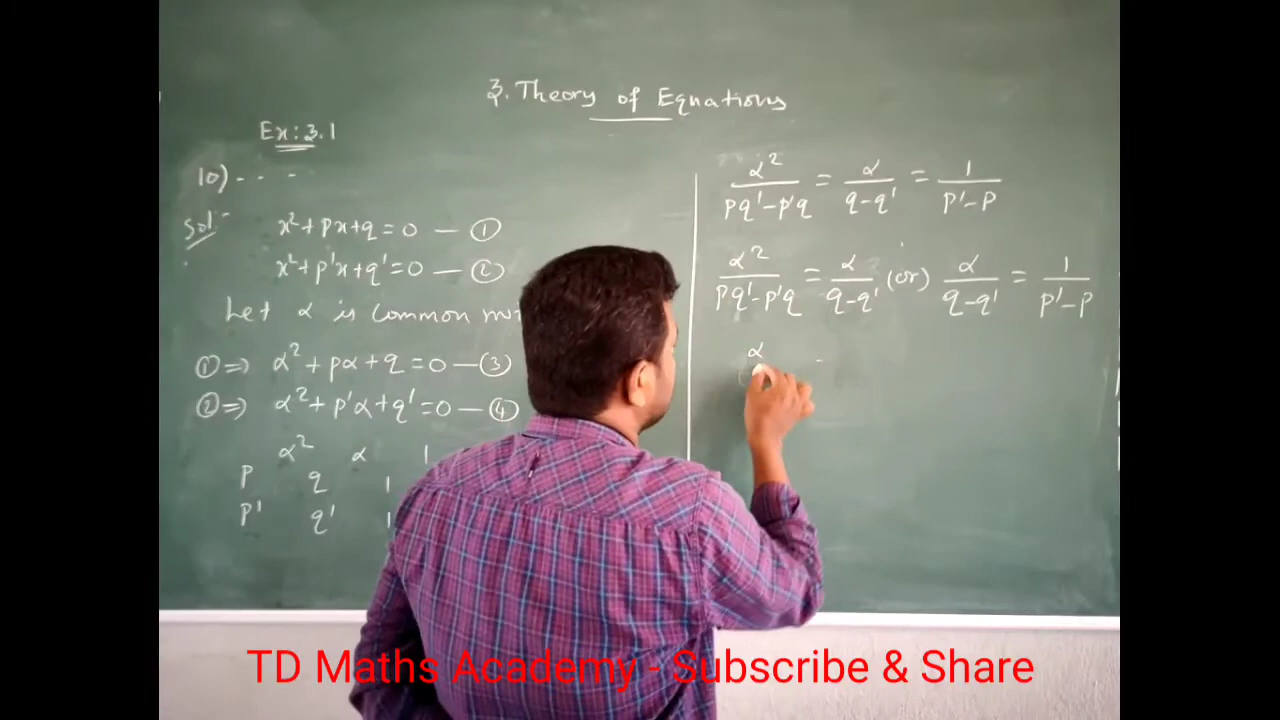 3. Theory of Equations
Ex: 3.1
10) - - -
Sol:
x² + px + q = 0 — ①
x² + p'x + q' = 0 — ②
Let α is common
① ⇒ α² + pα + q = 0 — ③
② ⇒ α² + p'α + q' = 0 — ④
α² α 1
p q 1
p' q' 1
α²/(pq' - p'q) = α/(q - q') = 1/(p' - p)
α²/(pq' - p'q) = α/(q - q') (or) α/(q - q') = 1/(p' - p)
α
TD Maths Academy - Subscribe & Share